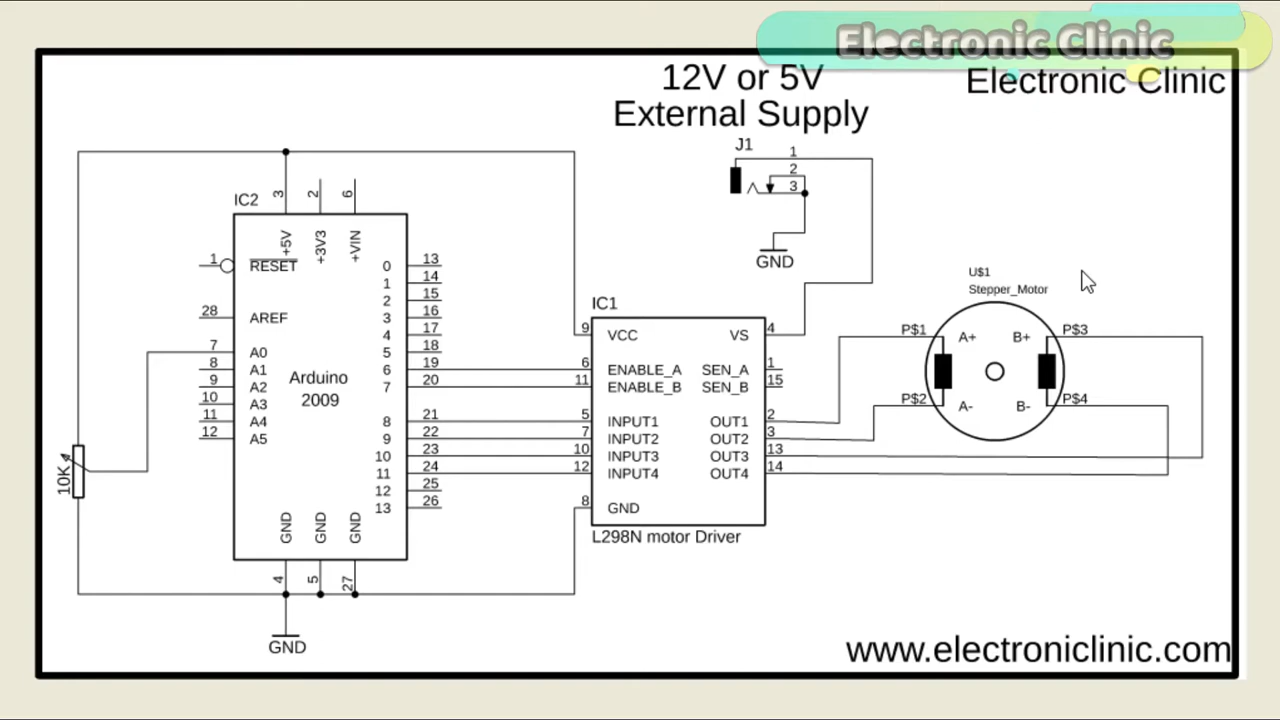 Electronic Clinic
12V or 5V
External Supply
Electronic Clinic
J1
1
2
3
GND
IC2
3
2
6
+5V
+3V3
+VIN
1
RESET
28
AREF
7
A0
8
A1
9
A2
10
A3
11
A4
12
A5
Arduino
2009
0
13
1
14
2
15
3
16
4
17
5
18
6
19
7
20
8
21
9
22
10
23
11
24
12
25
13
26
GND
GND
GND
4
5
27
GND
10K
IC1
9
VCC
VS
4
6
ENABLE_A
SEN_A
1
11
ENABLE_B
SEN_B
15
5
INPUT1
OUT1
2
7
INPUT2
OUT2
3
10
INPUT3
OUT3
13
12
INPUT4
OUT4
14
8
GND
L298N motor Driver
U$1
Stepper_Motor
P$1
A+
B+
P$3
P$2
A-
B-
P$4
www.electroniclinic.com